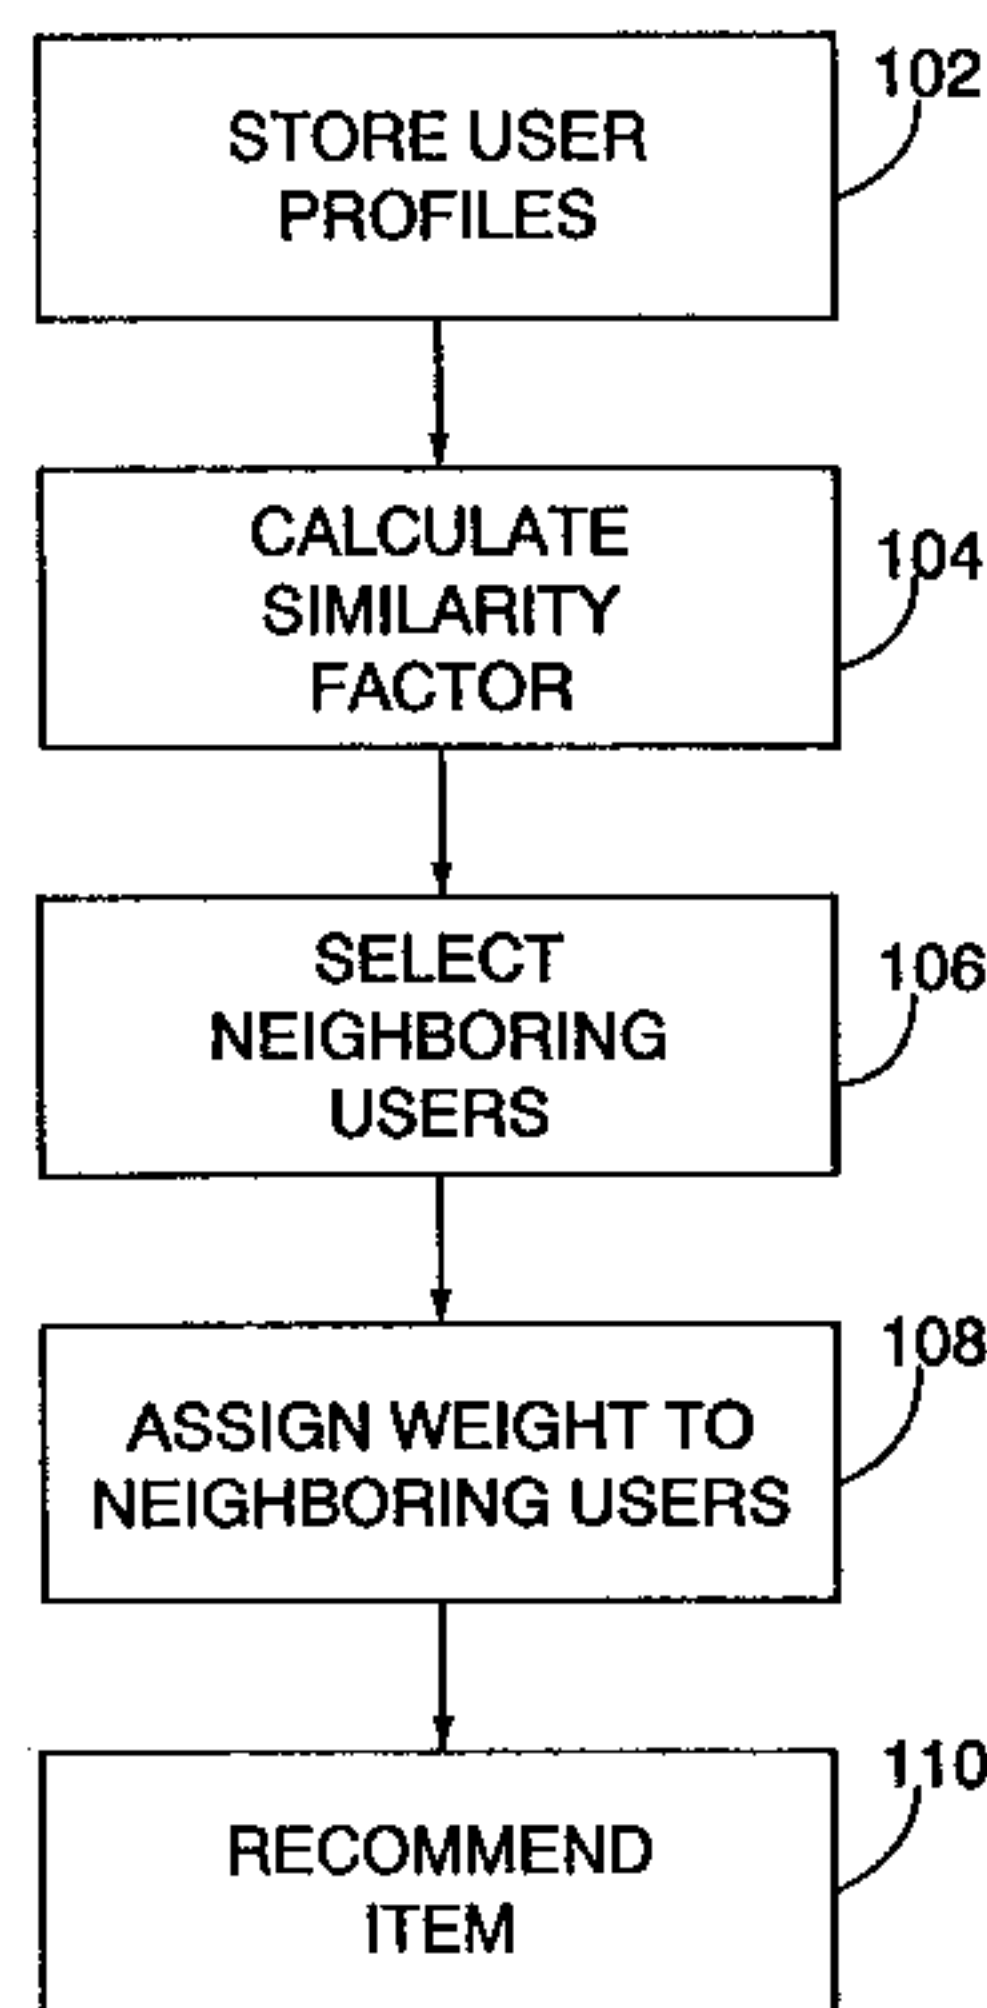 102
STORE USER
PROFILES
104
CALCULATE
SIMILARITY
FACTOR
106
SELECT
NEIGHBORING
USERS
108
ASSIGN WEIGHT TO
NEIGHBORING USERS
110
RECOMMEND
ITEM